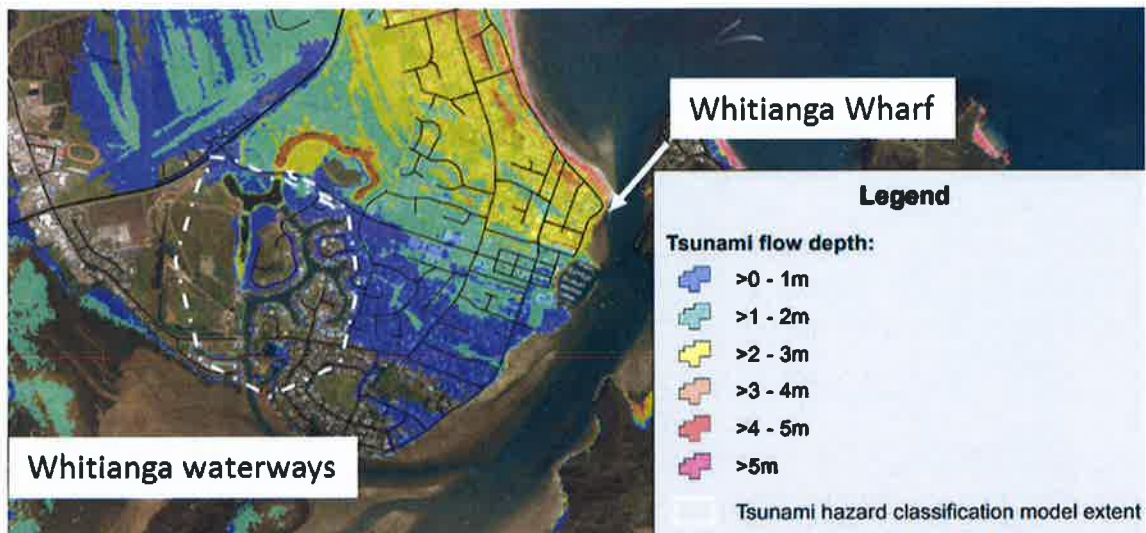 Whitianga Wharf
Legend
Tsunami flow depth:
>0 - 1m
>1 - 2m
>2 - 3m
>3 - 4m
>4 - 5m
>5m
Tsunami hazard classification model extent
Whitianga waterways